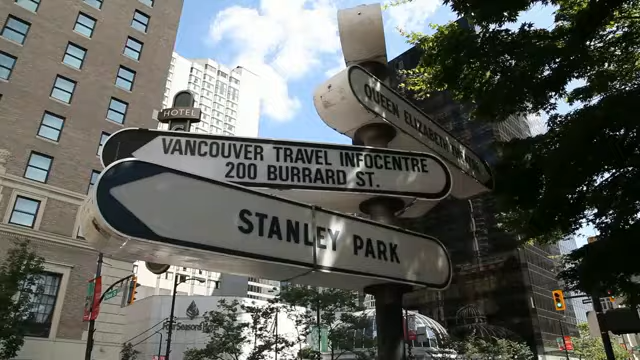 HOTEL
QUEEN ELIZABETH
VANCOUVER TRAVEL INFOCENTRE
200 BURRARD ST.
STANLEY PARK
Four Seasons